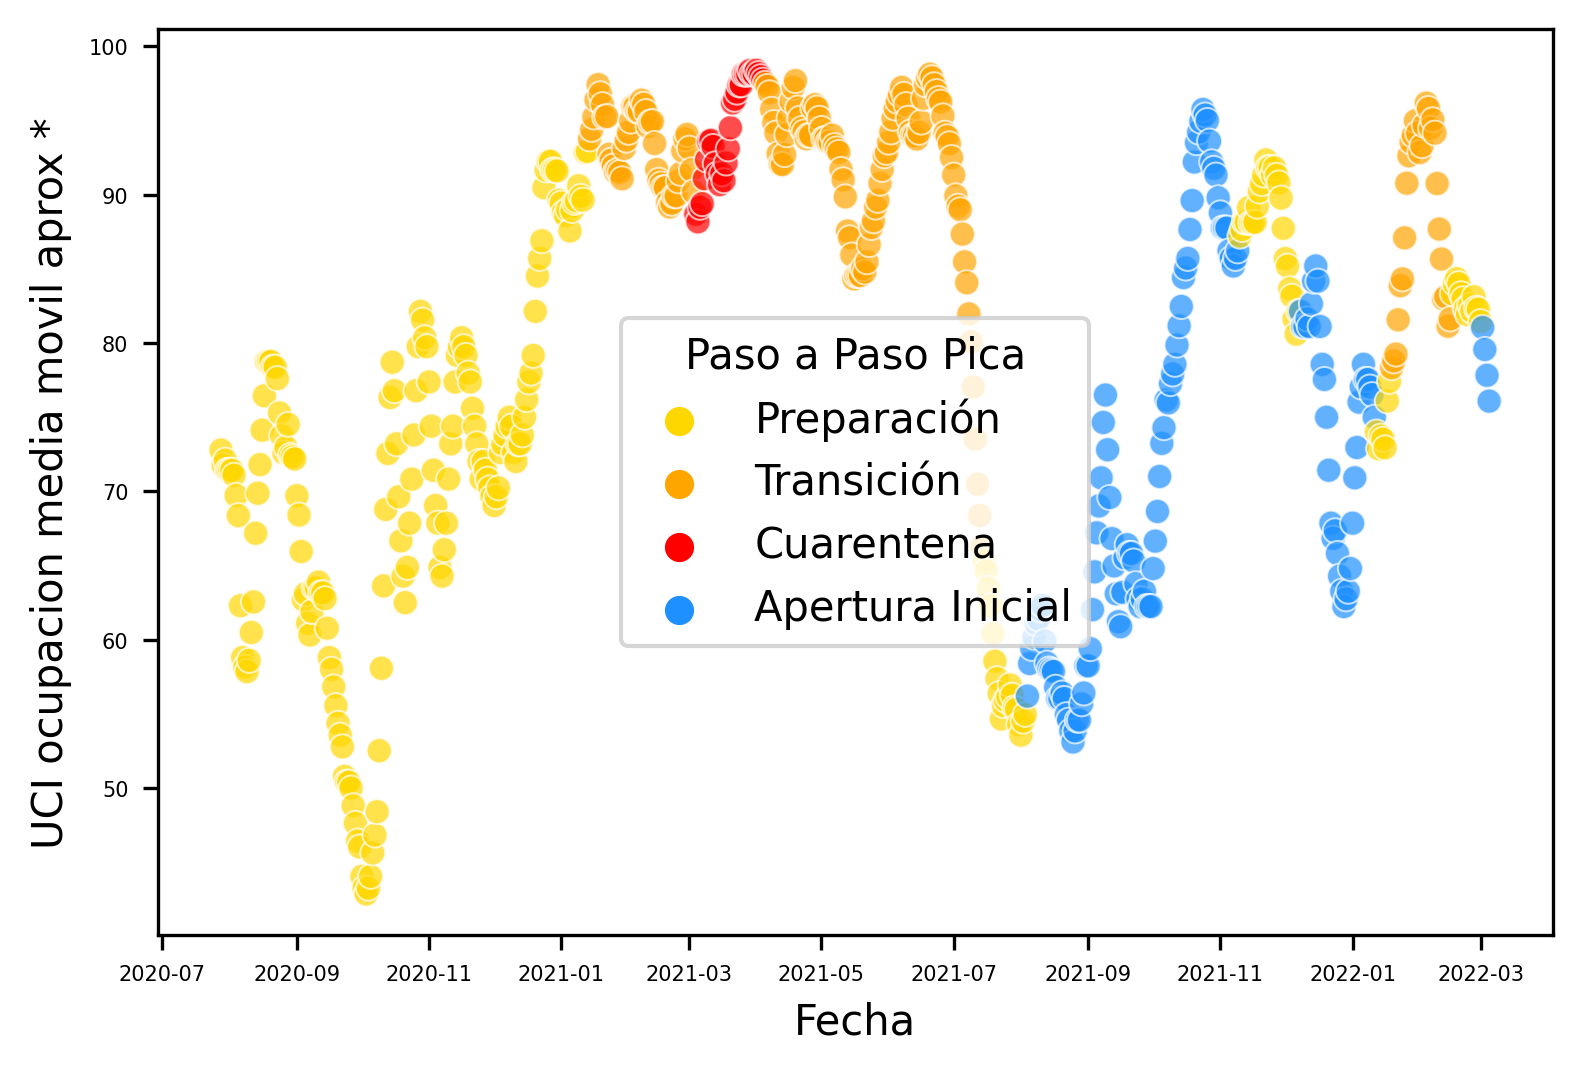 100
90
80
70
60
50
UCI ocupacion media movil aprox *
Paso a Paso Pica
Preparación
Transición
Cuarentena
Apertura Inicial
2020-07 2020-09 2020-11 2021-01 2021-03 2021-05 2021-07 2021-09 2021-11 2022-01 2022-03
Fecha